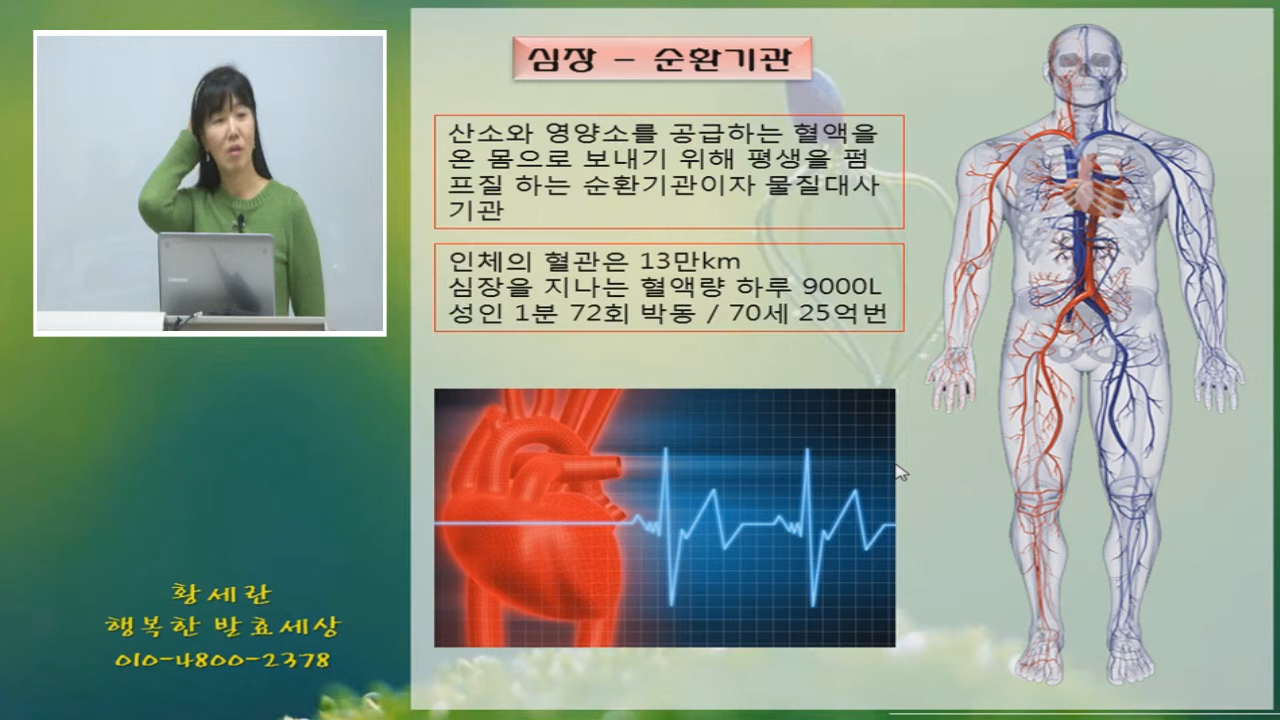 심장 - 순환기관
산소와 영양소를 공급하는 혈액을
온 몸으로 보내기 위해 평생을 펌
프질 하는 순환기관이자 물질대사
기관
인체의 혈관은 13만km
심장을 지나는 혈액량 하루 9000L
성인 1분 72회 박동 / 70세 25억번
황세란
행복한 발효세상
010-4800-2378